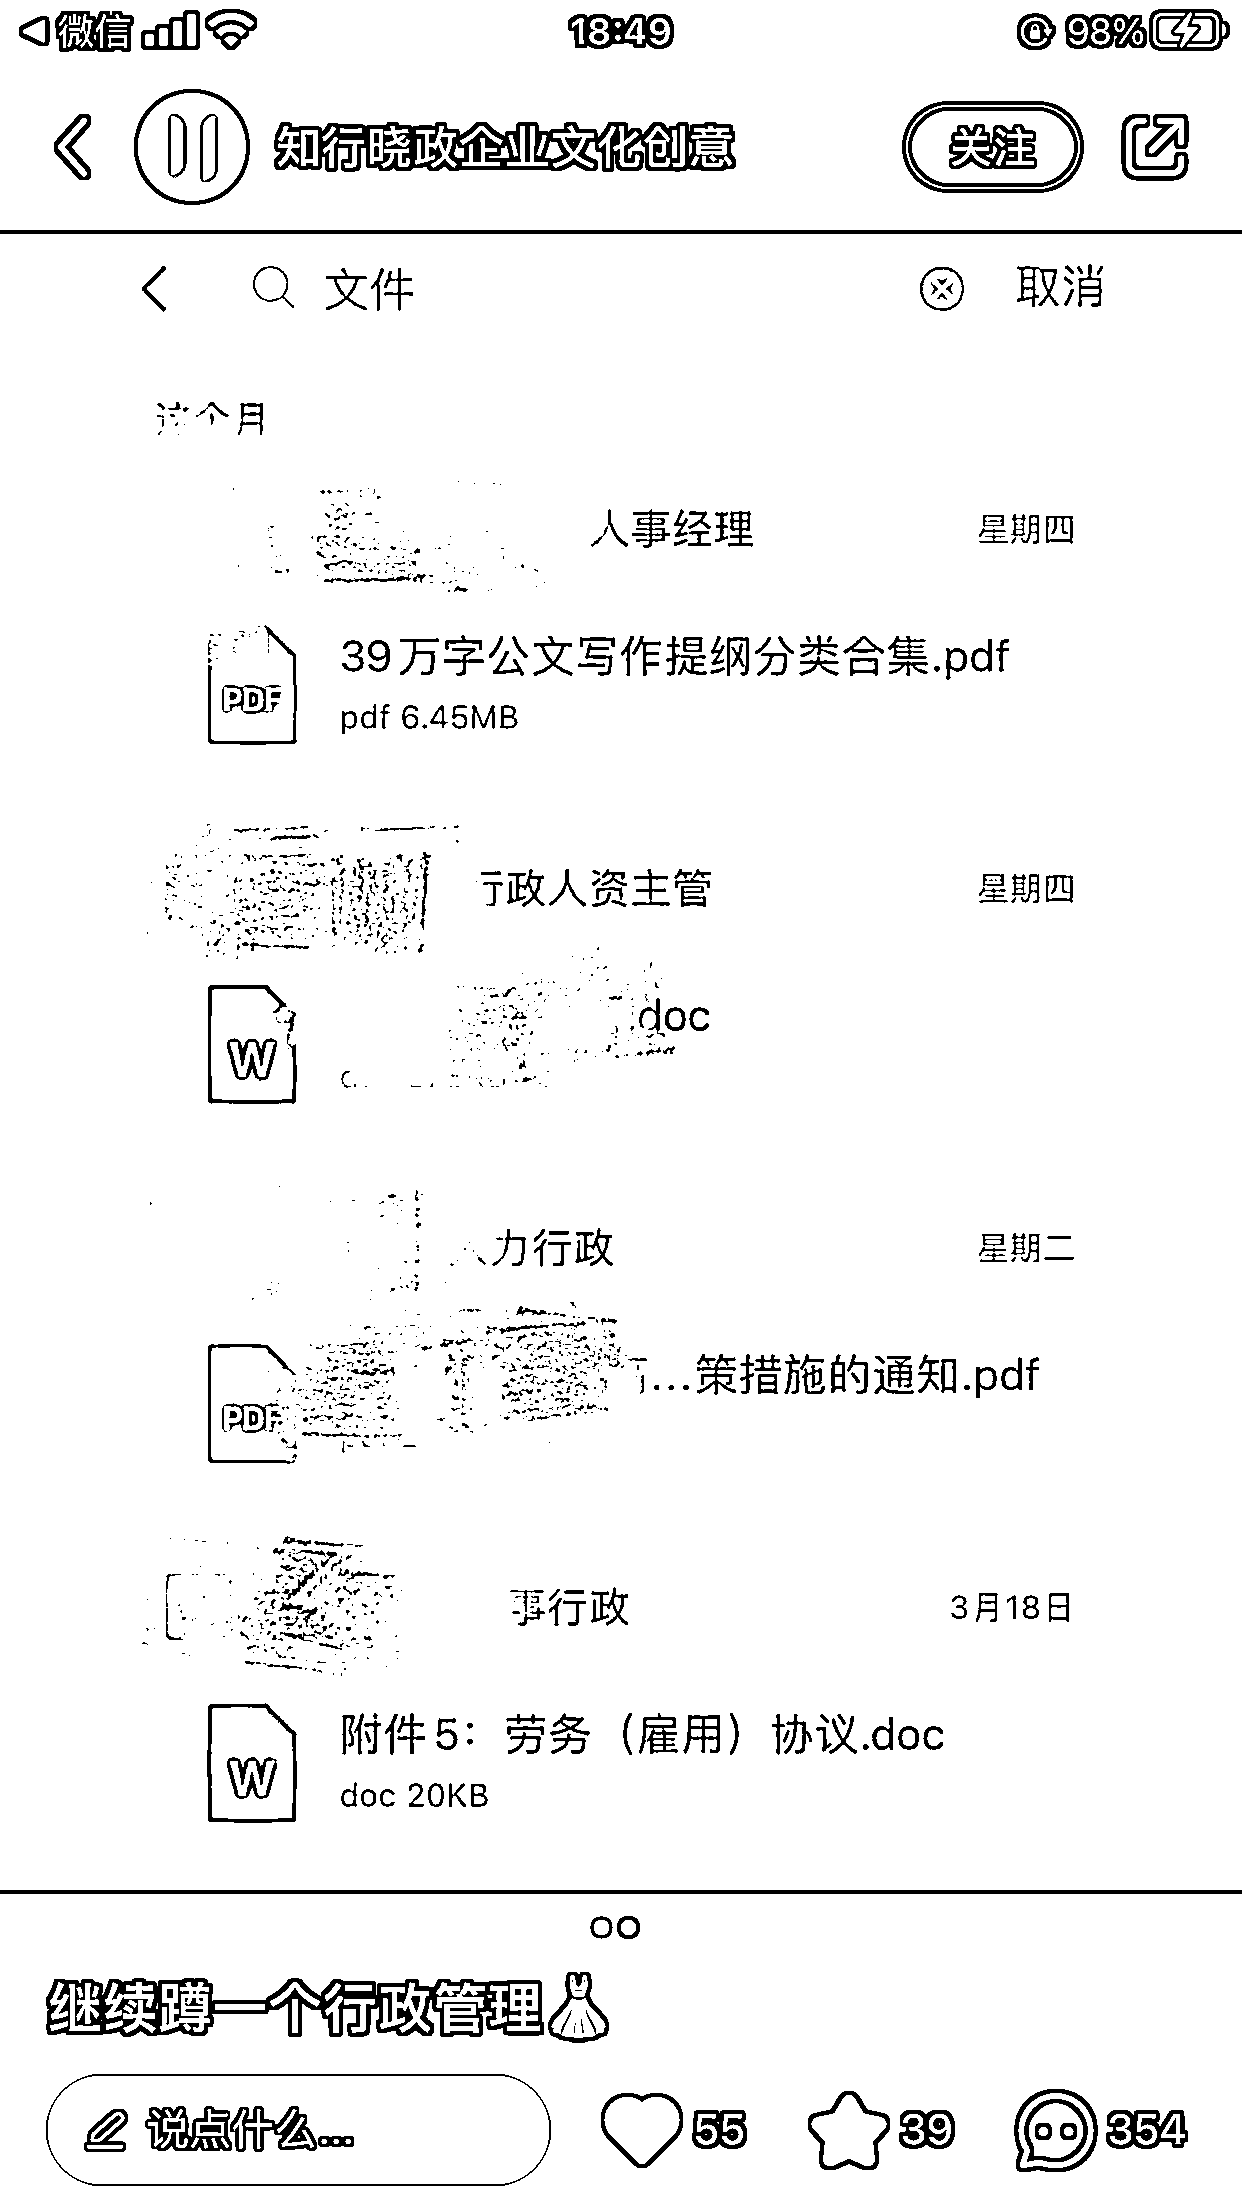 微信 18:49 98%
知行晓政企业文化创意 关注
文件 取消
这个月
人事经理 星期四
PDF 39万字公文写作提纲分类合集.pdf
pdf 6.45MB
行政人资主管 星期四
W doc
人力行政 星期二
PDF ...策措施的通知.pdf
事行政 3月18日
W 附件5：劳务（雇用）协议.doc
doc 20KB
继续蹲一个行政管理
说点什么... 55 39 354